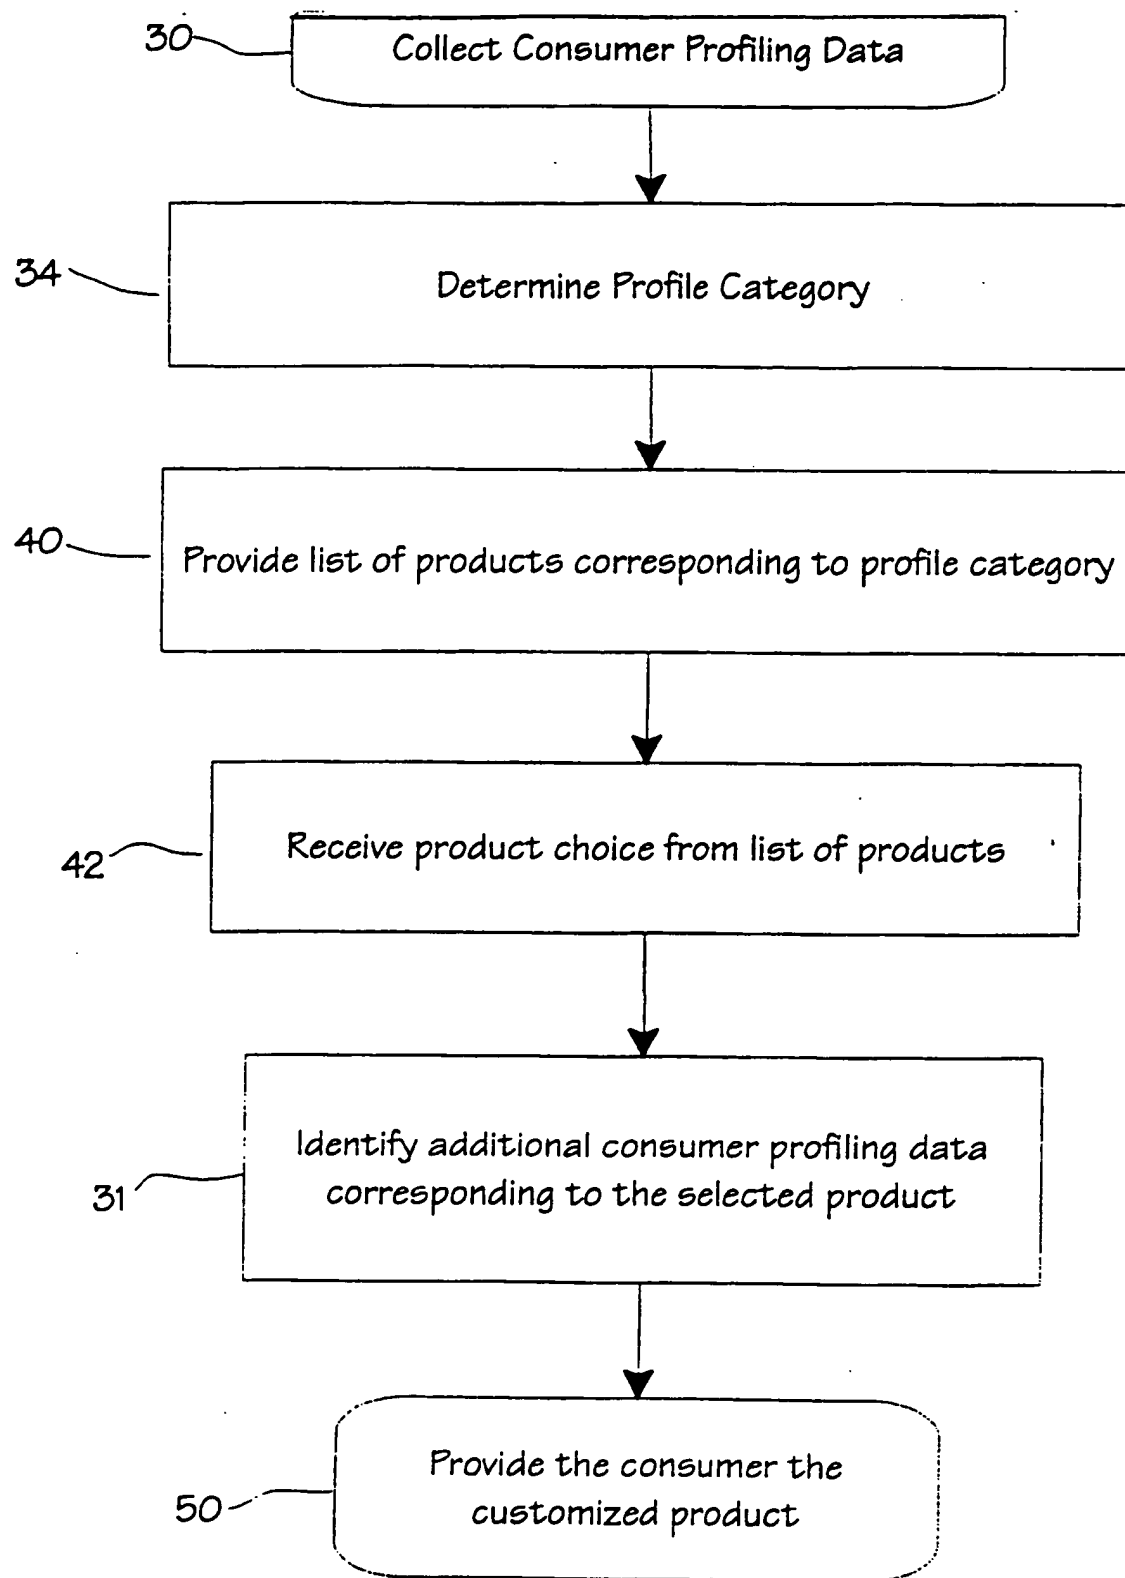 30
Collect Consumer Profiling Data
34
Determine Profile Category
40
Provide list of products corresponding to profile category
42
Receive product choice from list of products
31
Identify additional consumer profiling data
corresponding to the selected product
50
Provide the consumer the
customized product